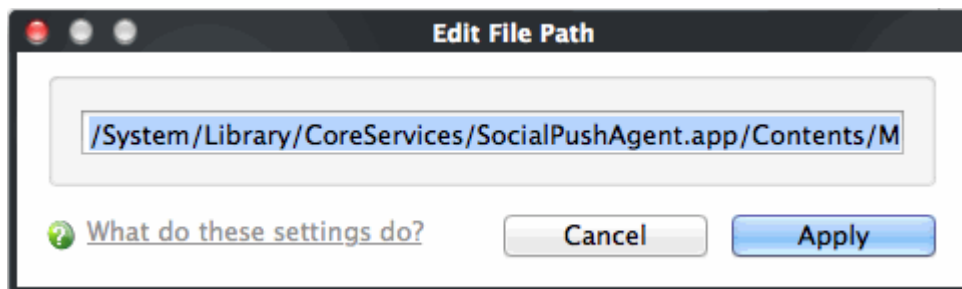 Edit File Path
/System/Library/CoreServices/SocialPushAgent.app/Contents/M
What do these settings do?
Cancel
Apply